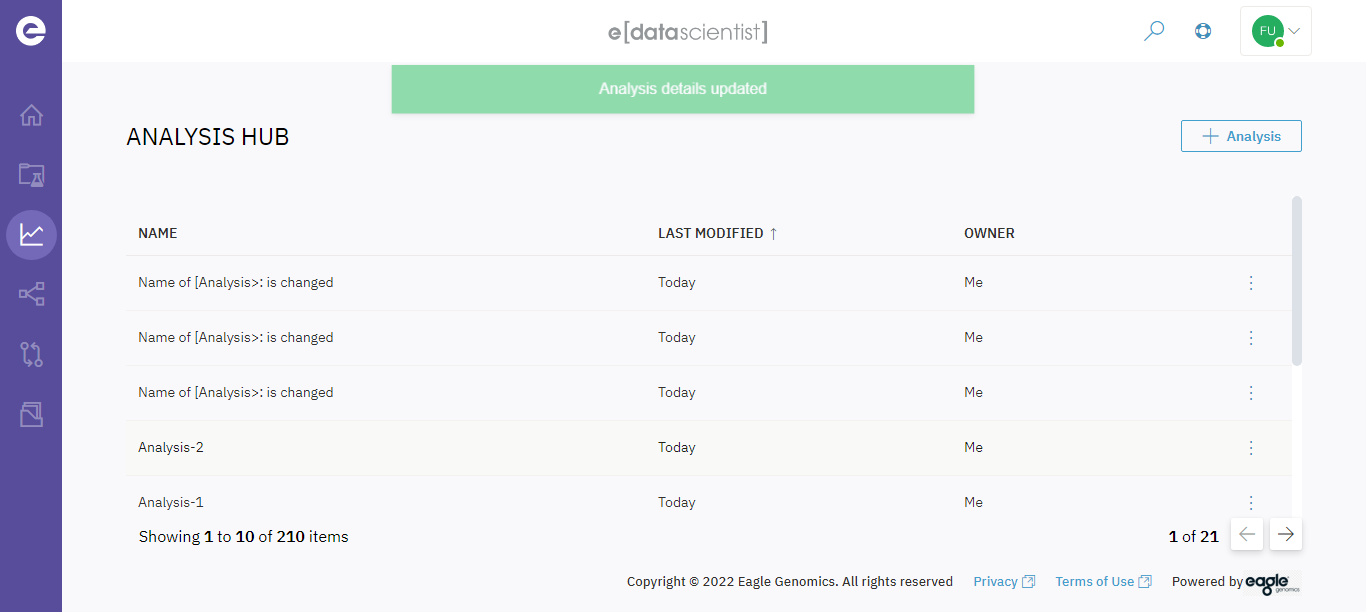 e[datascientist]
FU
Analysis details updated
ANALYSIS HUB
Analysis
NAME LAST MODIFIED ↑ OWNER
Name of [Analysis>: is changed Today Me
Name of [Analysis>: is changed Today Me
Name of [Analysis>: is changed Today Me
Analysis-2 Today Me
Analysis-1 Today Me
Showing 1 to 10 of 210 items 1 of 21
Copyright © 2022 Eagle Genomics. All rights reserved Privacy Terms of Use Powered by eagle genomics